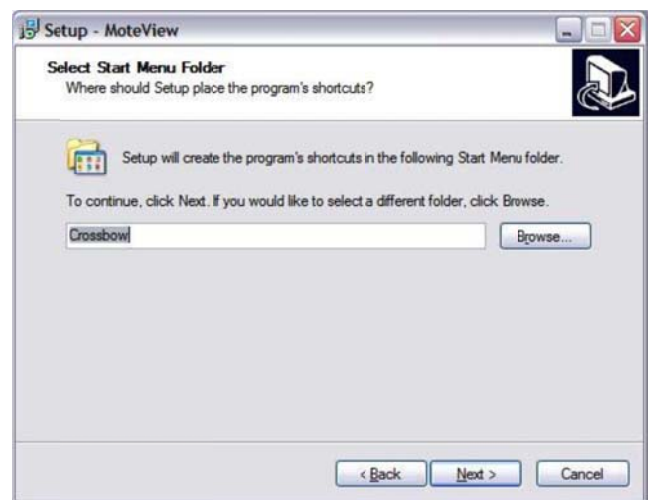 Setup - MoteView
Select Start Menu Folder
Where should Setup place the program's shortcuts?
Setup will create the program's shortcuts in the following Start Menu folder.
To continue, click Next. If you would like to select a different folder, click Browse.
Crossbow
Browse...
< Back
Next >
Cancel